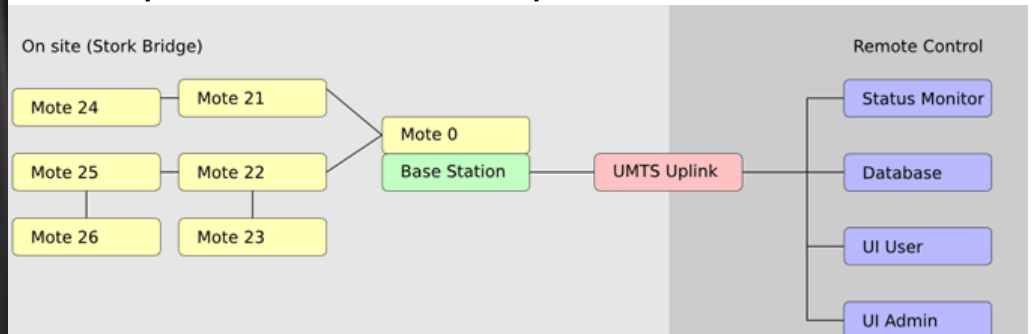 On site (Stork Bridge)
Remote Control
Mote 24
Mote 21
Mote 0
Base Station
Mote 25
Mote 22
Mote 26
Mote 23
UMTS Uplink
Status Monitor
Database
UI User
UI Admin